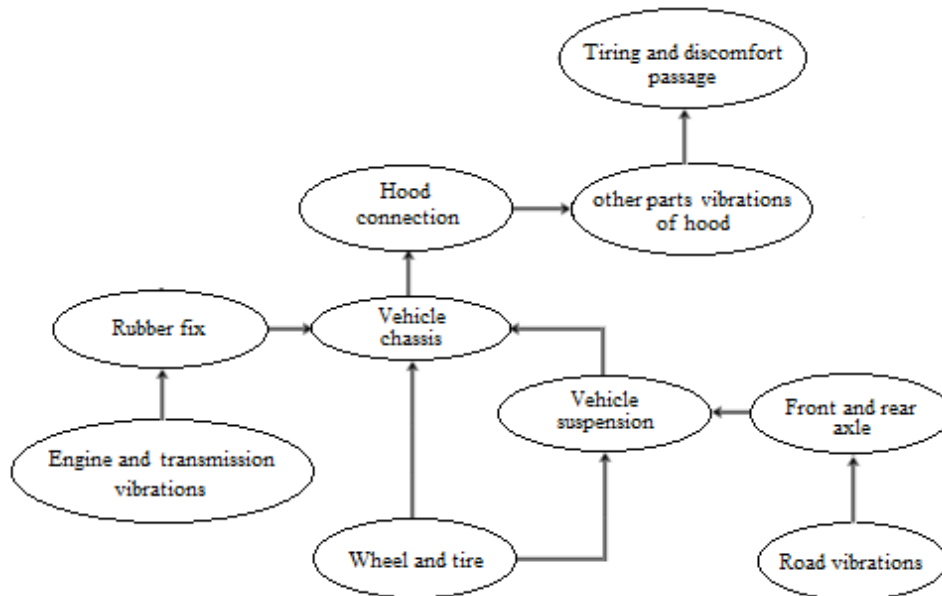 Tiring and discomfort
passage
Hood
connection
other parts vibrations
of hood
Rubber fix
Vehicle
chassis
Vehicle
suspension
Front and rear
axle
Engine and transmission
vibrations
Wheel and tire
Road vibrations